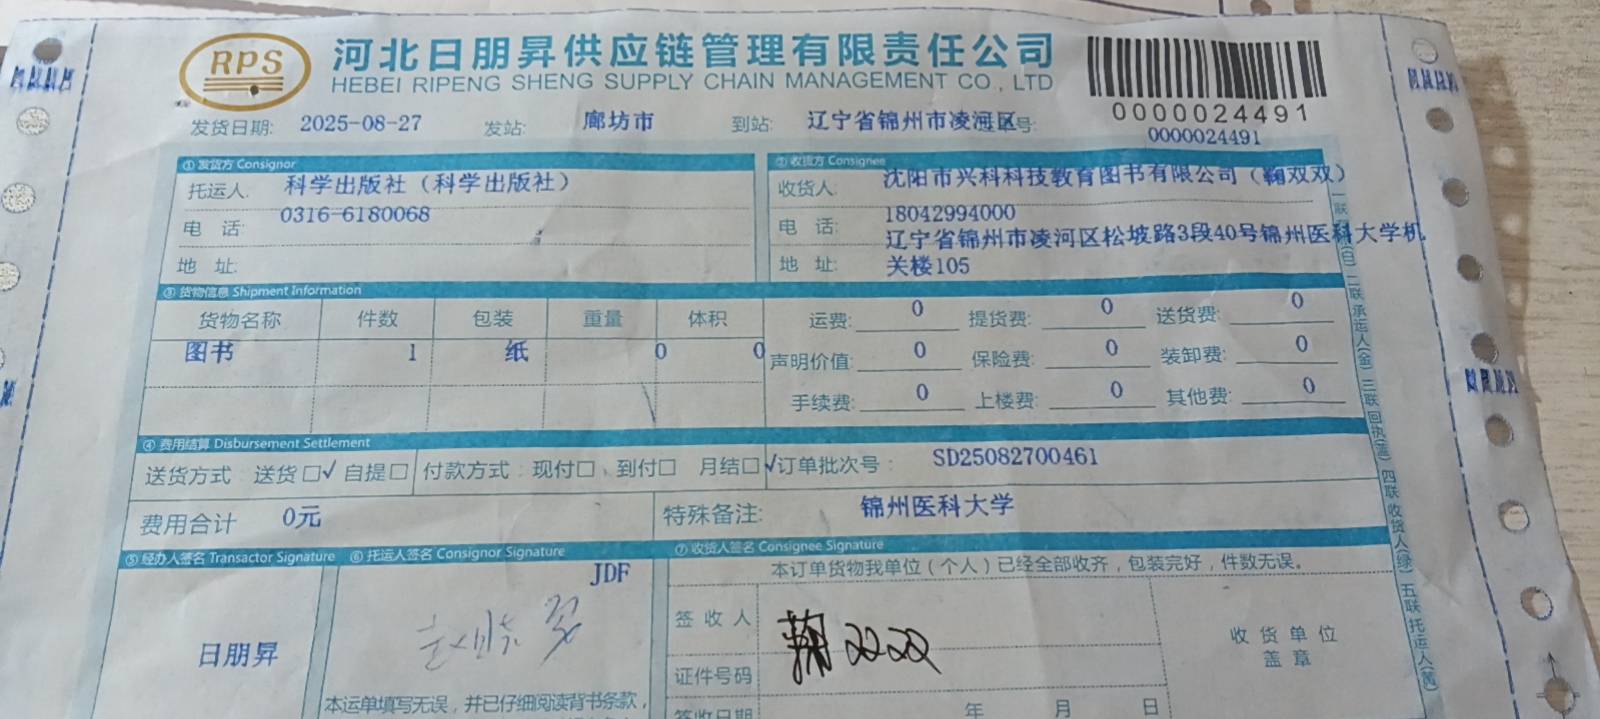 RPS
河北日朋昇供应链管理有限责任公司
HEBEI RIPENG SHENG SUPPLY CHAIN MANAGEMENT CO., LTD
0000024491
发货日期: 2025-08-27 发站: 廊坊市 到站: 辽宁省锦州市凌河区 号: 0000024491
① 发货方 Consignor ② 收货方 Consignee
托运人. 科学出版社（科学出版社） 收货人. 沈阳市兴科科技教育图书有限公司（鞠双双）
电 话: 0316-6180068 电 话: 18042994000
地 址: 地 址: 辽宁省锦州市凌河区松坡路3段40号锦州医科大学机
关楼105
③ 货物信息 Shipment Information
货物名称 件数 包装 重量 体积 运费: 0 提货费: 0 送货费: 0
图书 1 纸 0 0 声明价值: 0 保险费: 0 装卸费: 0
手续费: 0 上楼费: 0 其他费: 0
④ 费用结算 Disbursement Settlement
送货方式: 送货 □✓ 自提 □ 付款方式: 现付□、到付□ 月结□✓ 订单批次号: SD25082700461
费用合计 0元 特殊备注: 锦州医科大学
⑤ 经办人签名 Transactor Signature ⑥ 托运人签名 Consignor Signature ⑦ 收货人签名 Consignee Signature
JDF 本订单货物我单位（个人）已经全部收齐，包装完好，件数无误。
日朋昇 签 收 人 鞠双双 收 货 单 位
盖 章
证件号码
本运单填写无误，并已仔细阅读背书条款，
签收日期 年 月 日
二联承运人(金) 三联回执(蓝) 四联收货人(绿) 五联托运人(黄)